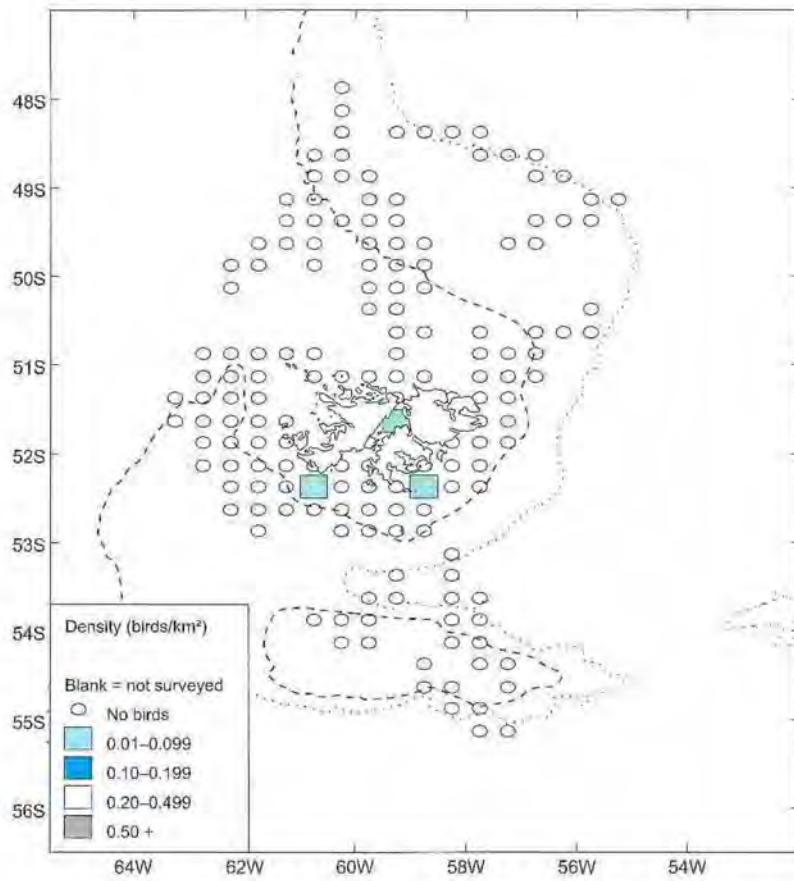 48S
49S
50S
51S
52S
53S
54S
55S
56S
Density (birds/km²)
Blank = not surveyed
No birds
0.01–0.099
0.10–0.199
0.20–0.499
0.50 +
64W 62W 60W 58W 56W 54W